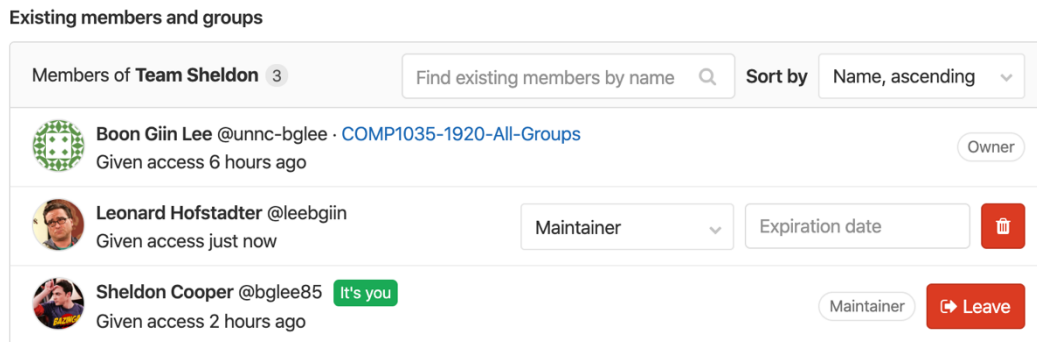 Existing members and groups
Members of Team Sheldon 3
Find existing members by name
Sort by
Name, ascending
Boon Giin Lee @unnc-bglee · COMP1035-1920-All-Groups
Given access 6 hours ago
Owner
Leonard Hofstadter @leebgiin
Given access just now
Maintainer
Expiration date
Sheldon Cooper @bglee85 It's you
Given access 2 hours ago
Maintainer
Leave
BAZINGA